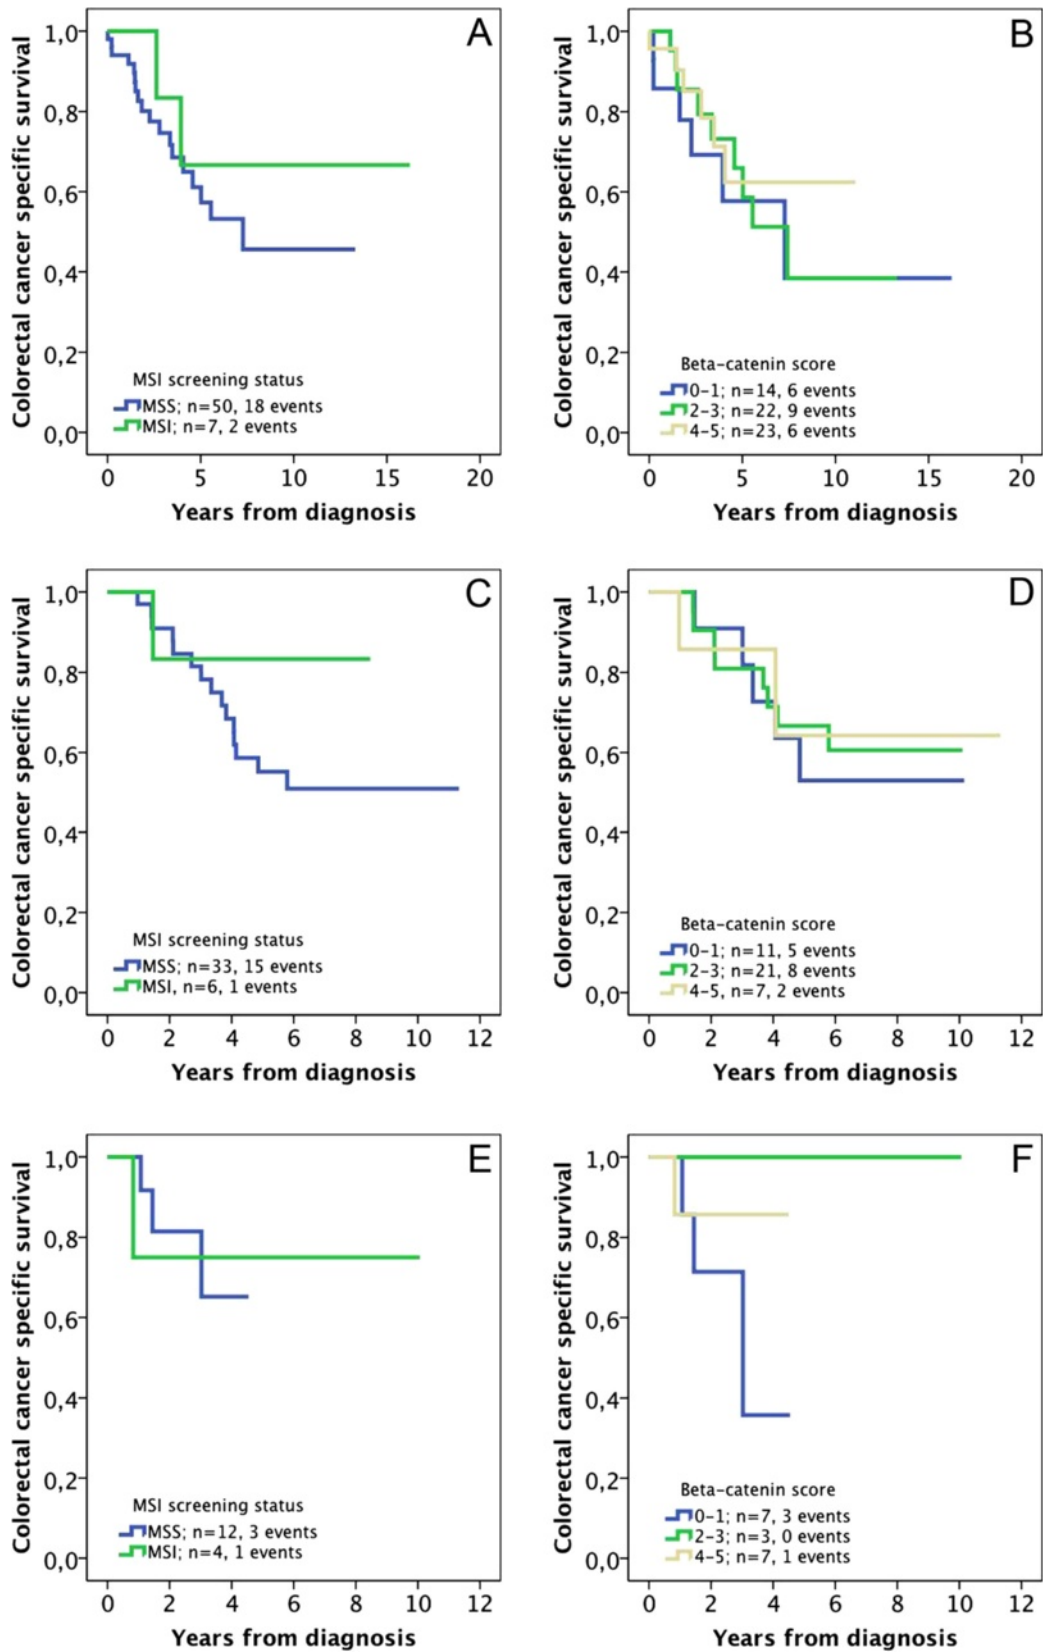 A
Colorectal cancer specific survival
1,0
0,8
0,6
0,4
0,2
0,0
MSI screening status
MSS; n=50, 18 events
MSI; n=7, 2 events
0 5 10 15 20
Years from diagnosis
B
Colorectal cancer specific survival
1,0
0,8
0,6
0,4
0,2
0,0
Beta-catenin score
0-1; n=14, 6 events
2-3; n=22, 9 events
4-5; n=23, 6 events
0 5 10 15 20
Years from diagnosis
C
Colorectal cancer specific survival
1,0
0,8
0,6
0,4
0,2
0,0
MSI screening status
MSS; n=33, 15 events
MSI, n=6, 1 events
0 2 4 6 8 10 12
Years from diagnosis
D
Colorectal cancer specific survival
1,0
0,8
0,6
0,4
0,2
0,0
Beta-catenin score
0-1; n=11, 5 events
2-3; n=21, 8 events
4-5, n=7, 2 events
0 2 4 6 8 10 12
Years from diagnosis
E
Colorectal cancer specific survival
1,0
0,8
0,6
0,4
0,2
0,0
MSI screening status
MSS; n=12, 3 events
MSI; n=4, 1 events
0 2 4 6 8 10 12
Years from diagnosis
F
Colorectal cancer specific survival
1,0
0,8
0,6
0,4
0,2
0,0
Beta-catenin score
0-1; n=7, 3 events
2-3; n=3, 0 events
4-5; n=7, 1 events
0 2 4 6 8 10 12
Years from diagnosis